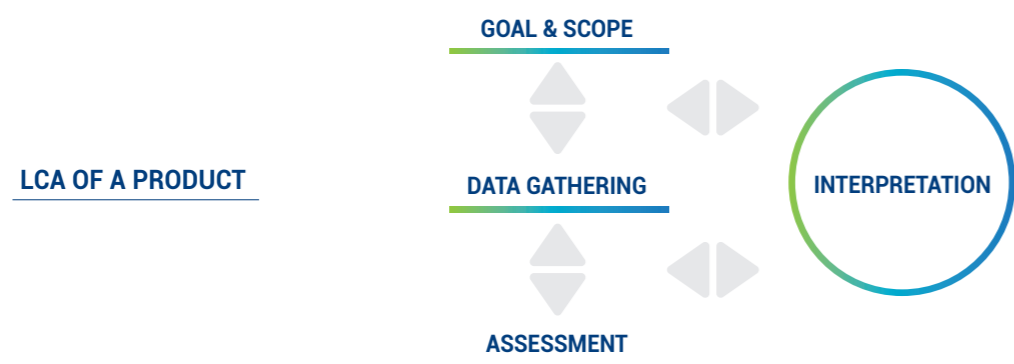 GOAL & SCOPE
LCA OF A PRODUCT
DATA GATHERING
INTERPRETATION
ASSESSMENT